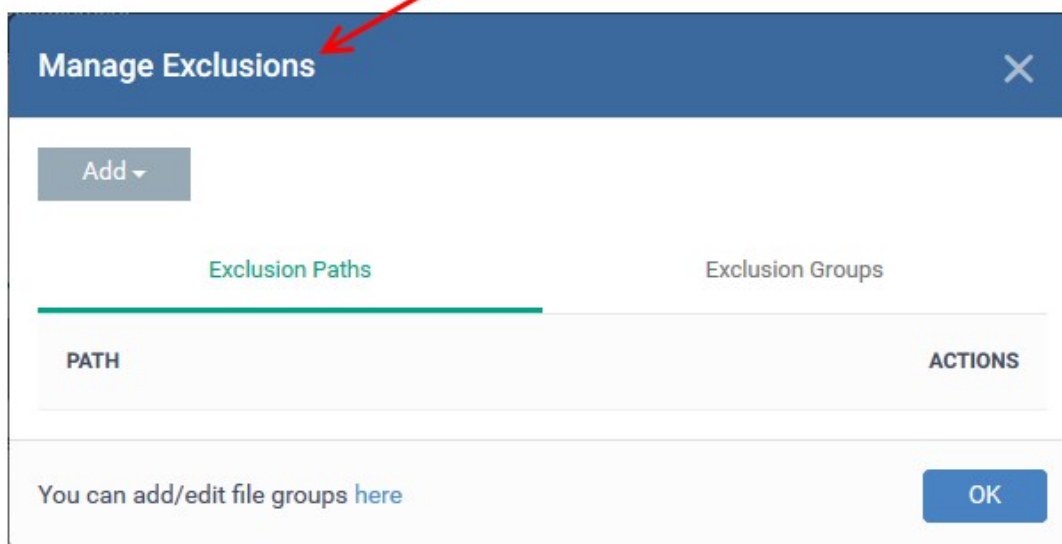 Manage Exclusions
Add
Exclusion Paths Exclusion Groups
PATH ACTIONS
You can add/edit file groups here OK